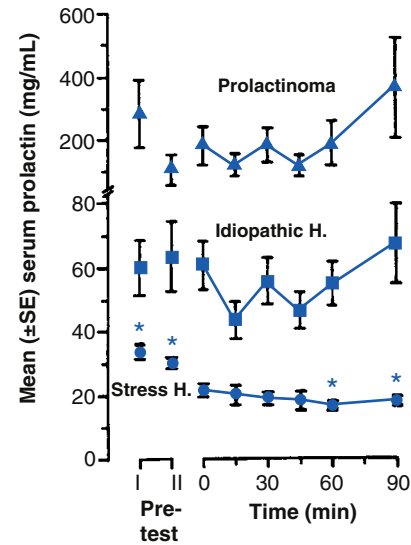 Mean (±SE) serum prolactin (mg/mL)
600
400
200
80
60
40
20
0
Prolactinoma
Idiopathic H.
*
*
Stress H.
*
*
I
II
0
30
60
90
Pre-
test
Time (min)